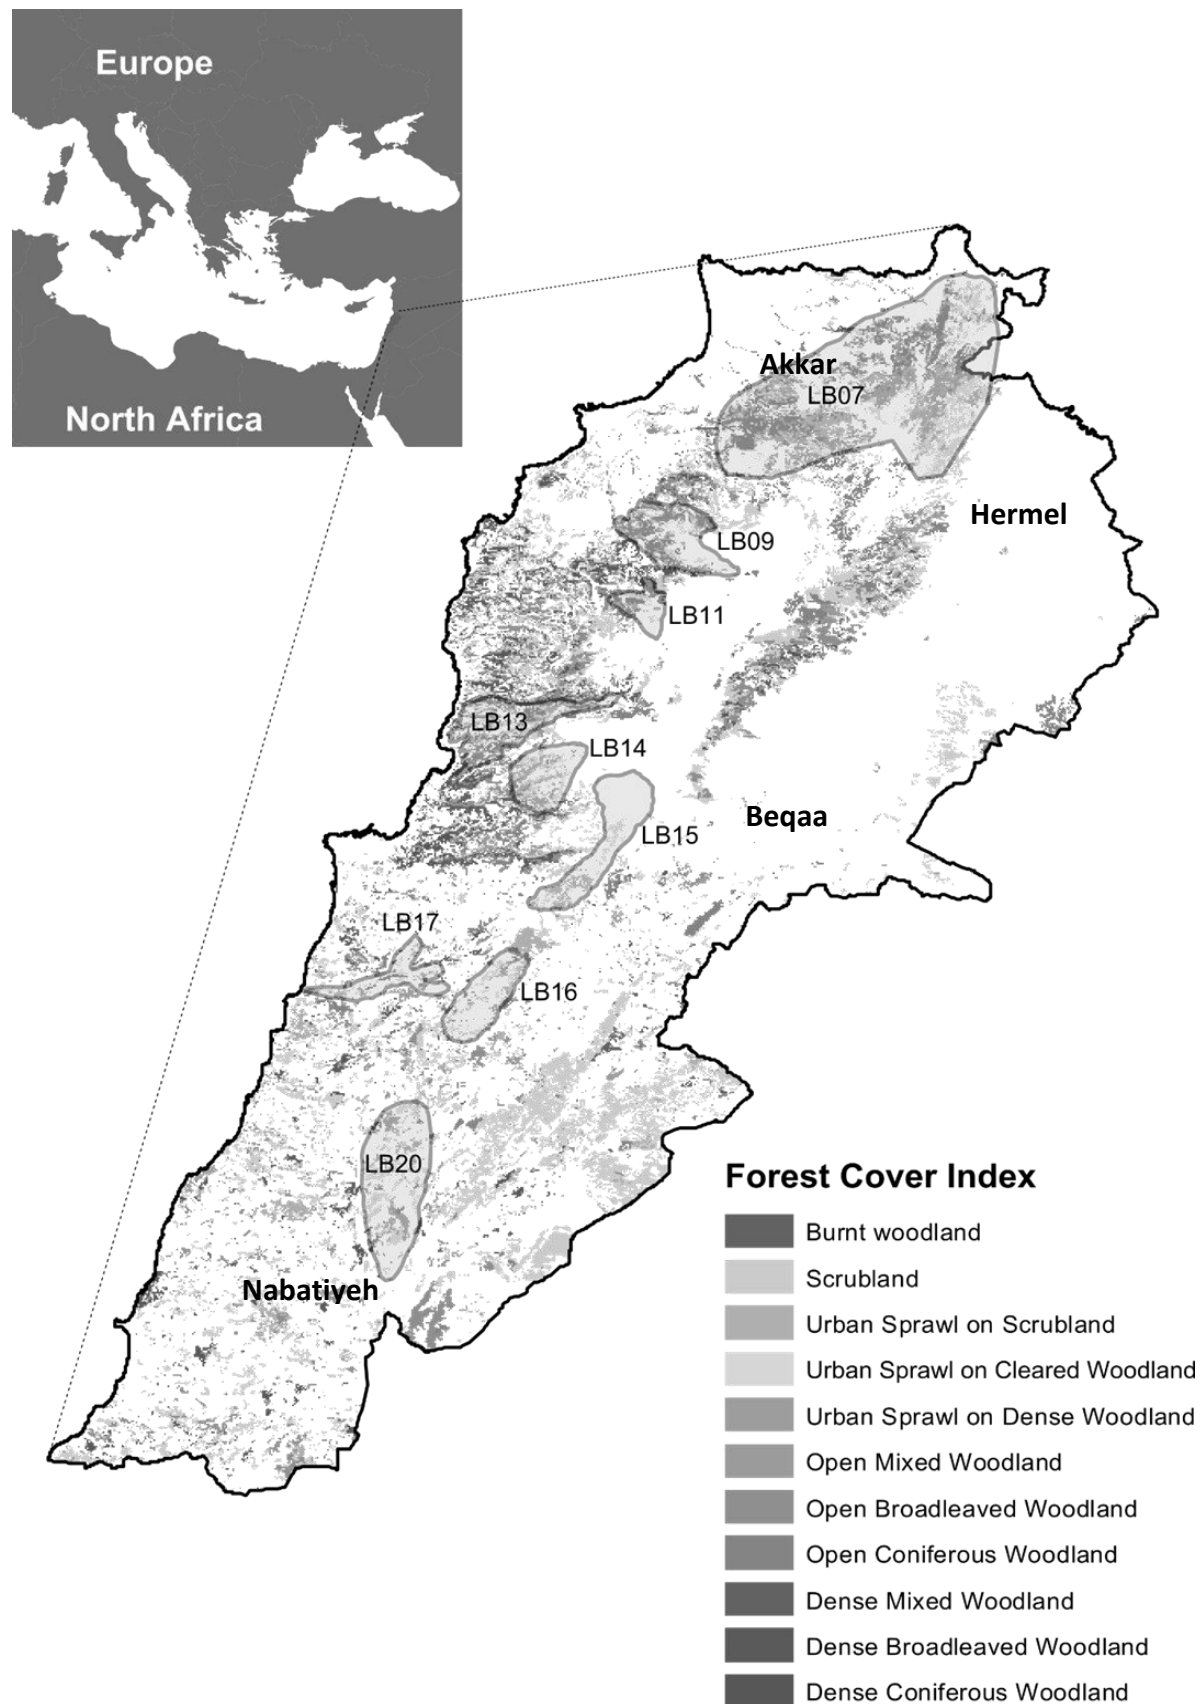 Europe
North Africa
Akkar
LB07
Hermel
LB09
LB11
LB13
LB14
LB15
Beqaa
LB17
LB16
LB20
Nabatiyeh
Forest Cover Index
Burnt woodland
Scrubland
Urban Sprawl on Scrubland
Urban Sprawl on Cleared Woodland
Urban Sprawl on Dense Woodland
Open Mixed Woodland
Open Broadleaved Woodland
Open Coniferous Woodland
Dense Mixed Woodland
Dense Broadleaved Woodland
Dense Coniferous Woodland